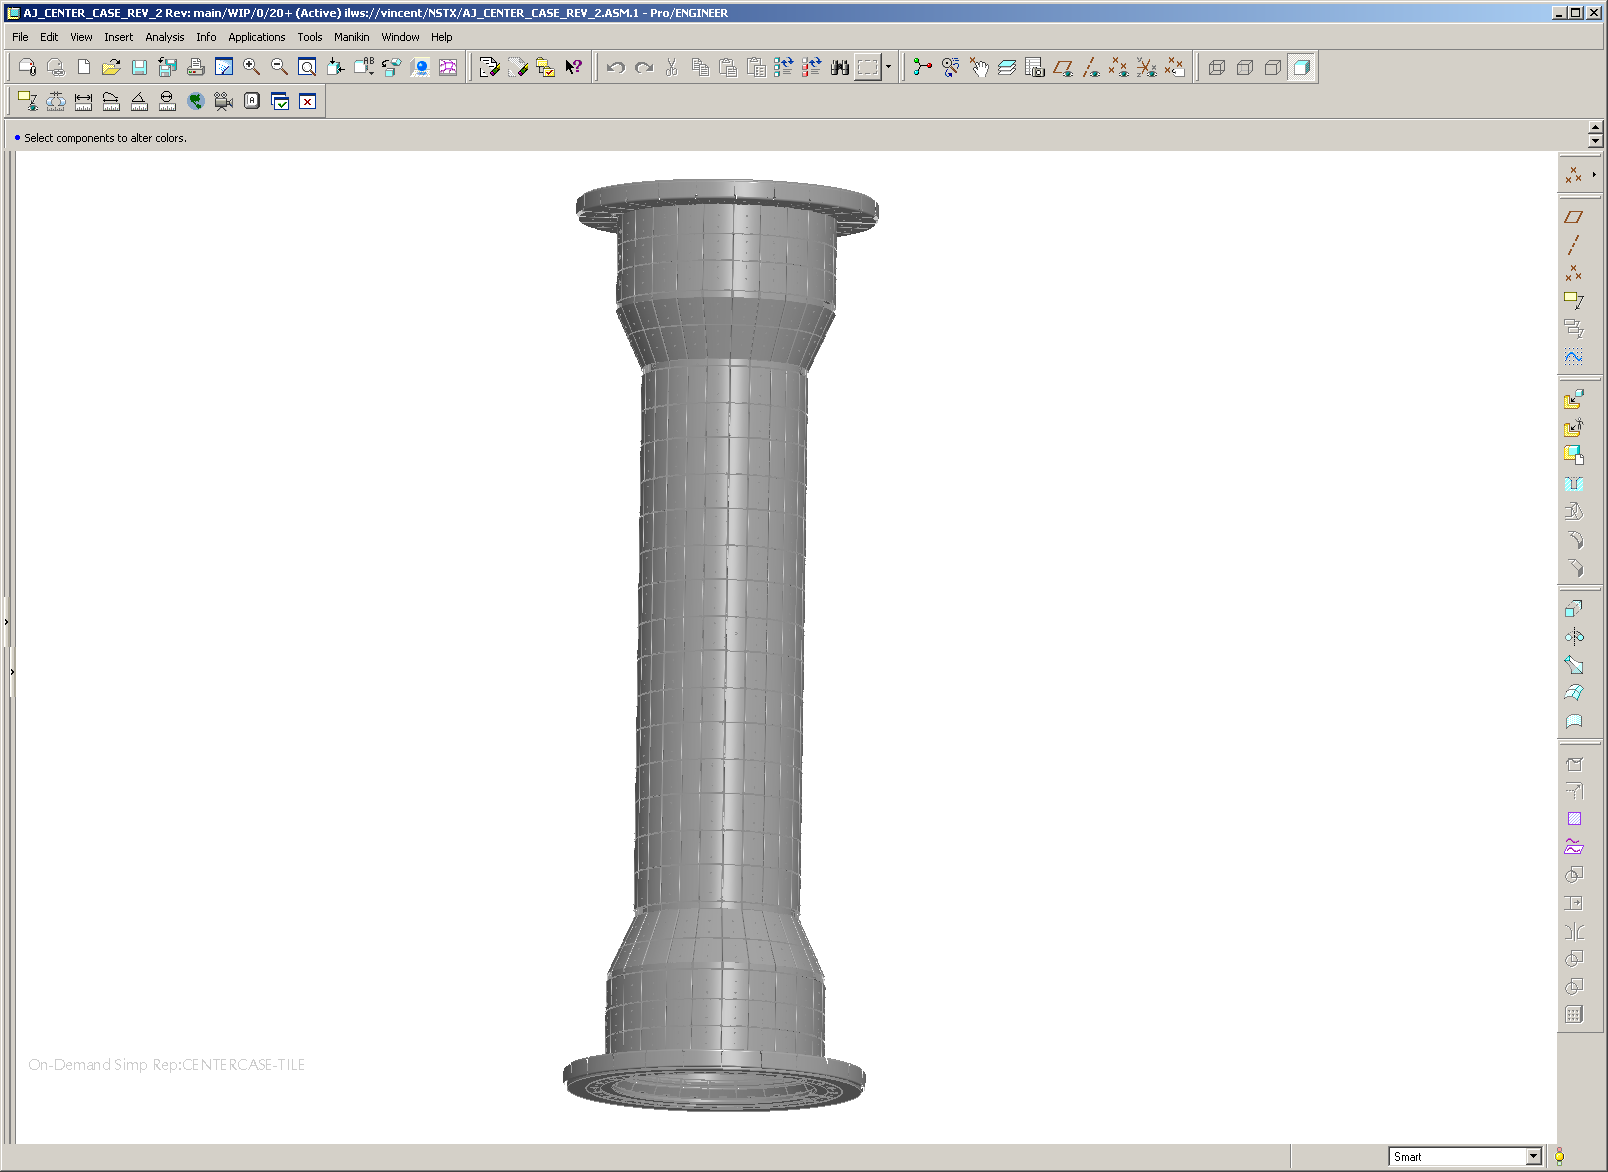 AJ_CENTER_CASE_REV_2 Rev: main/WIP/0/20+ (Active) ilws://vincent/NSTX/AJ_CENTER_CASE_REV_2.ASM.1 - Pro/ENGINEER
File Edit View Insert Analysis Info Applications Tools Manikin Window Help
Select components to alter colors.
On-Demand Simp Rep:CENTERCASE-TILE
Smart